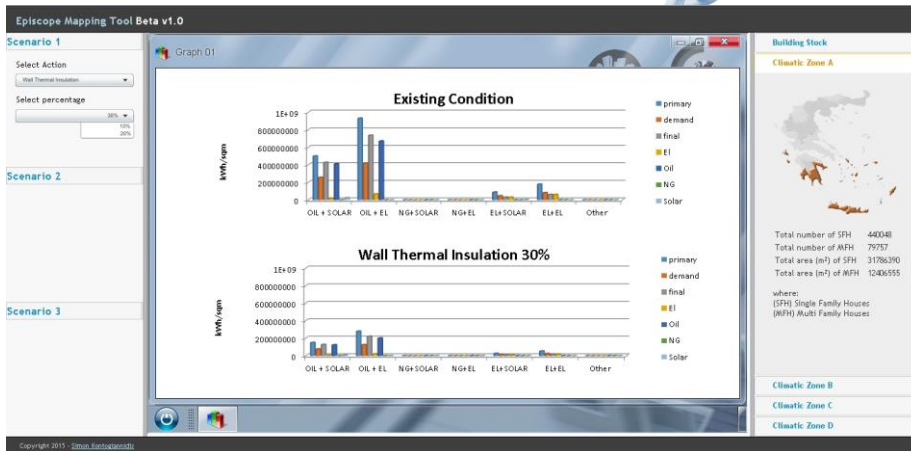 Episcope Mapping Tool Beta v1.0
Scenario 1
Select Action
Wall Thermal Insulation
Select percentage
30%
10%
20%
Scenario 2
Scenario 3
Graph 01
Existing Condition
kWh/sqm
1E+09
800000000
600000000
400000000
200000000
0
OIL + SOLAR OIL + EL NG+SOLAR NG+EL EL+SOLAR EL+EL Other
primary
demand
final
El
Oil
NG
Solar
Wall Thermal Insulation 30%
kWh/sqm
1E+09
800000000
600000000
400000000
200000000
0
OIL + SOLAR OIL + EL NG+SOLAR NG+EL EL+SOLAR EL+EL Other
primary
demand
final
El
Oil
NG
Solar
Building Stock
Climatic Zone A
Total number of SFH 440048
Total number of MFH 79757
Total area (m²) of SFH 31786390
Total area (m²) of MFH 12406555
where:
(SFH) Single Family Houses
(MFH) Multi Family Houses
Climatic Zone B
Climatic Zone C
Climatic Zone D
Copyright 2015 - Simon Kontogiannidis